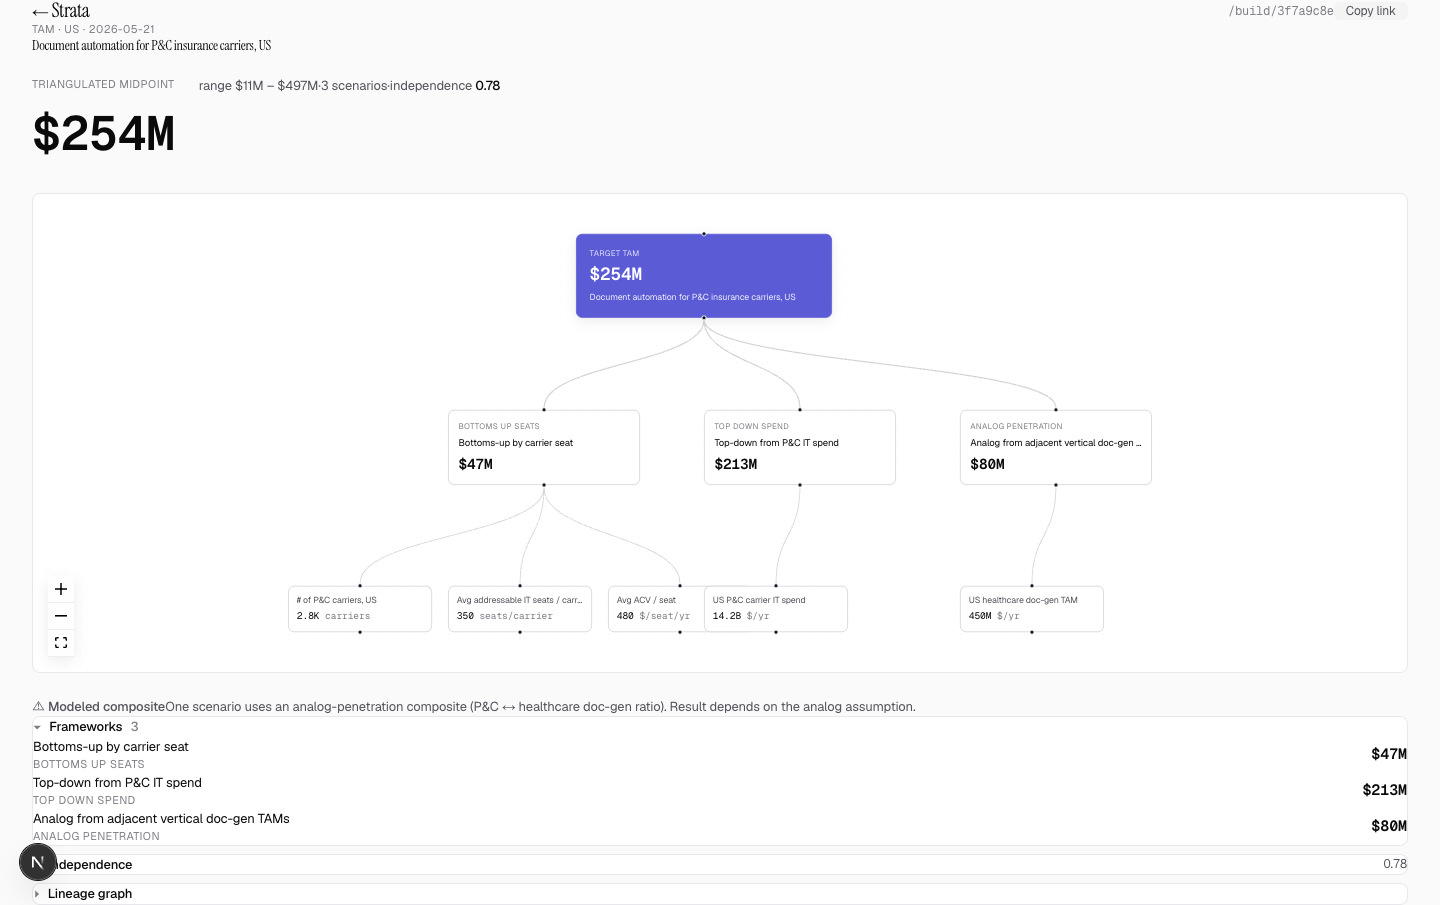 ← Strata
/build/3f7a9c8e Copy link
TAM · US · 2026-05-21
Document automation for P&C insurance carriers, US
TRIANGULATED MIDPOINT
range $11M – $497M·3 scenarios·independence 0.78
$254M
TARGET TAM
$254M
Document automation for P&C insurance carriers, US
BOTTOMS UP SEATS
Bottoms-up by carrier seat
$47M
TOP DOWN SPEND
Top-down from P&C IT spend
$213M
ANALOG PENETRATION
Analog from adjacent vertical doc-gen ...
$80M
# of P&C carriers, US
2.8K carriers
Avg addressable IT seats / carr...
350 seats/carrier
Avg ACV / seat
480 $/seat/yr
US P&C carrier IT spend
14.2B $/yr
US healthcare doc-gen TAM
450M $/yr
⚠ Modeled compositeOne scenario uses an analog-penetration composite (P&C ↔ healthcare doc-gen ratio). Result depends on the analog assumption.
Frameworks 3
Bottoms-up by carrier seat
BOTTOMS UP SEATS
$47M
Top-down from P&C IT spend
TOP DOWN SPEND
$213M
Analog from adjacent vertical doc-gen TAMs
ANALOG PENETRATION
$80M
N
ndependence 0.78
Lineage graph